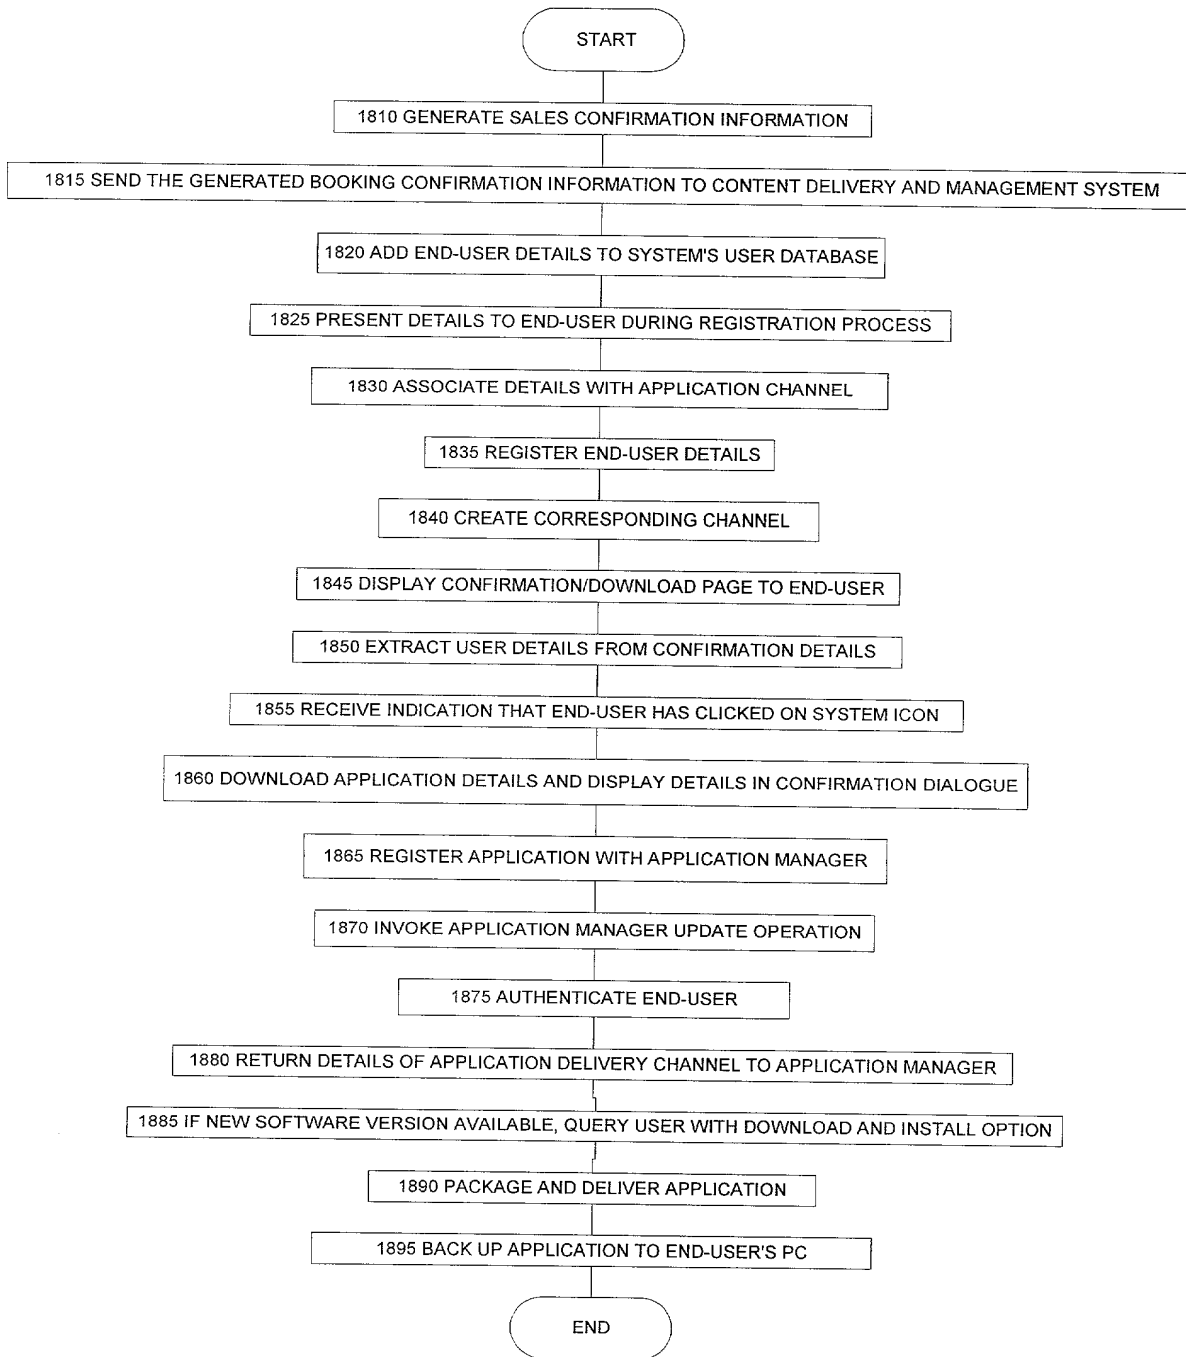 START
1810 GENERATE SALES CONFIRMATION INFORMATION
1815 SEND THE GENERATED BOOKING CONFIRMATION INFORMATION TO CONTENT DELIVERY AND MANAGEMENT SYSTEM
1820 ADD END-USER DETAILS TO SYSTEM'S USER DATABASE
1825 PRESENT DETAILS TO END-USER DURING REGISTRATION PROCESS
1830 ASSOCIATE DETAILS WITH APPLICATION CHANNEL
1835 REGISTER END-USER DETAILS
1840 CREATE CORRESPONDING CHANNEL
1845 DISPLAY CONFIRMATION/DOWNLOAD PAGE TO END-USER
1850 EXTRACT USER DETAILS FROM CONFIRMATION DETAILS
1855 RECEIVE INDICATION THAT END-USER HAS CLICKED ON SYSTEM ICON
1860 DOWNLOAD APPLICATION DETAILS AND DISPLAY DETAILS IN CONFIRMATION DIALOGUE
1865 REGISTER APPLICATION WITH APPLICATION MANAGER
1870 INVOKE APPLICATION MANAGER UPDATE OPERATION
1875 AUTHENTICATE END-USER
1880 RETURN DETAILS OF APPLICATION DELIVERY CHANNEL TO APPLICATION MANAGER
1885 IF NEW SOFTWARE VERSION AVAILABLE, QUERY USER WITH DOWNLOAD AND INSTALL OPTION
1890 PACKAGE AND DELIVER APPLICATION
1895 BACK UP APPLICATION TO END-USER'S PC
END